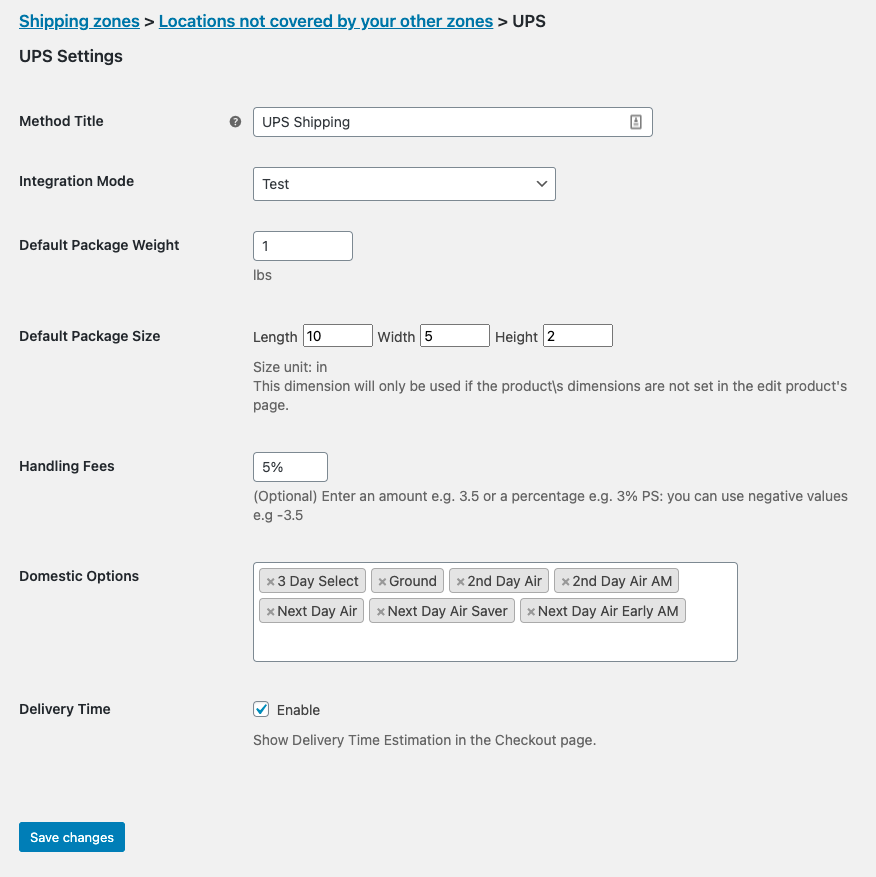 Shipping zones > Locations not covered by your other zones > UPS
UPS Settings
Method Title
UPS Shipping
Integration Mode
Test
Default Package Weight
1
lbs
Default Package Size
Length 10 Width 5 Height 2
Size unit: in
This dimension will only be used if the product\s dimensions are not set in the edit product's
page.
Handling Fees
5%
(Optional) Enter an amount e.g. 3.5 or a percentage e.g. 3% PS: you can use negative values
e.g -3.5
Domestic Options
×3 Day Select ×Ground ×2nd Day Air ×2nd Day Air AM
×Next Day Air ×Next Day Air Saver ×Next Day Air Early AM
Delivery Time
Enable
Show Delivery Time Estimation in the Checkout page.
Save changes